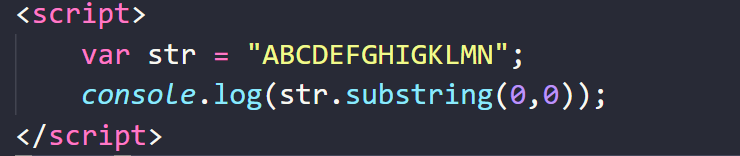 <script>
var str = "ABCDEFGHIGKLMN";
console.log(str.substring(0,0));
</script>